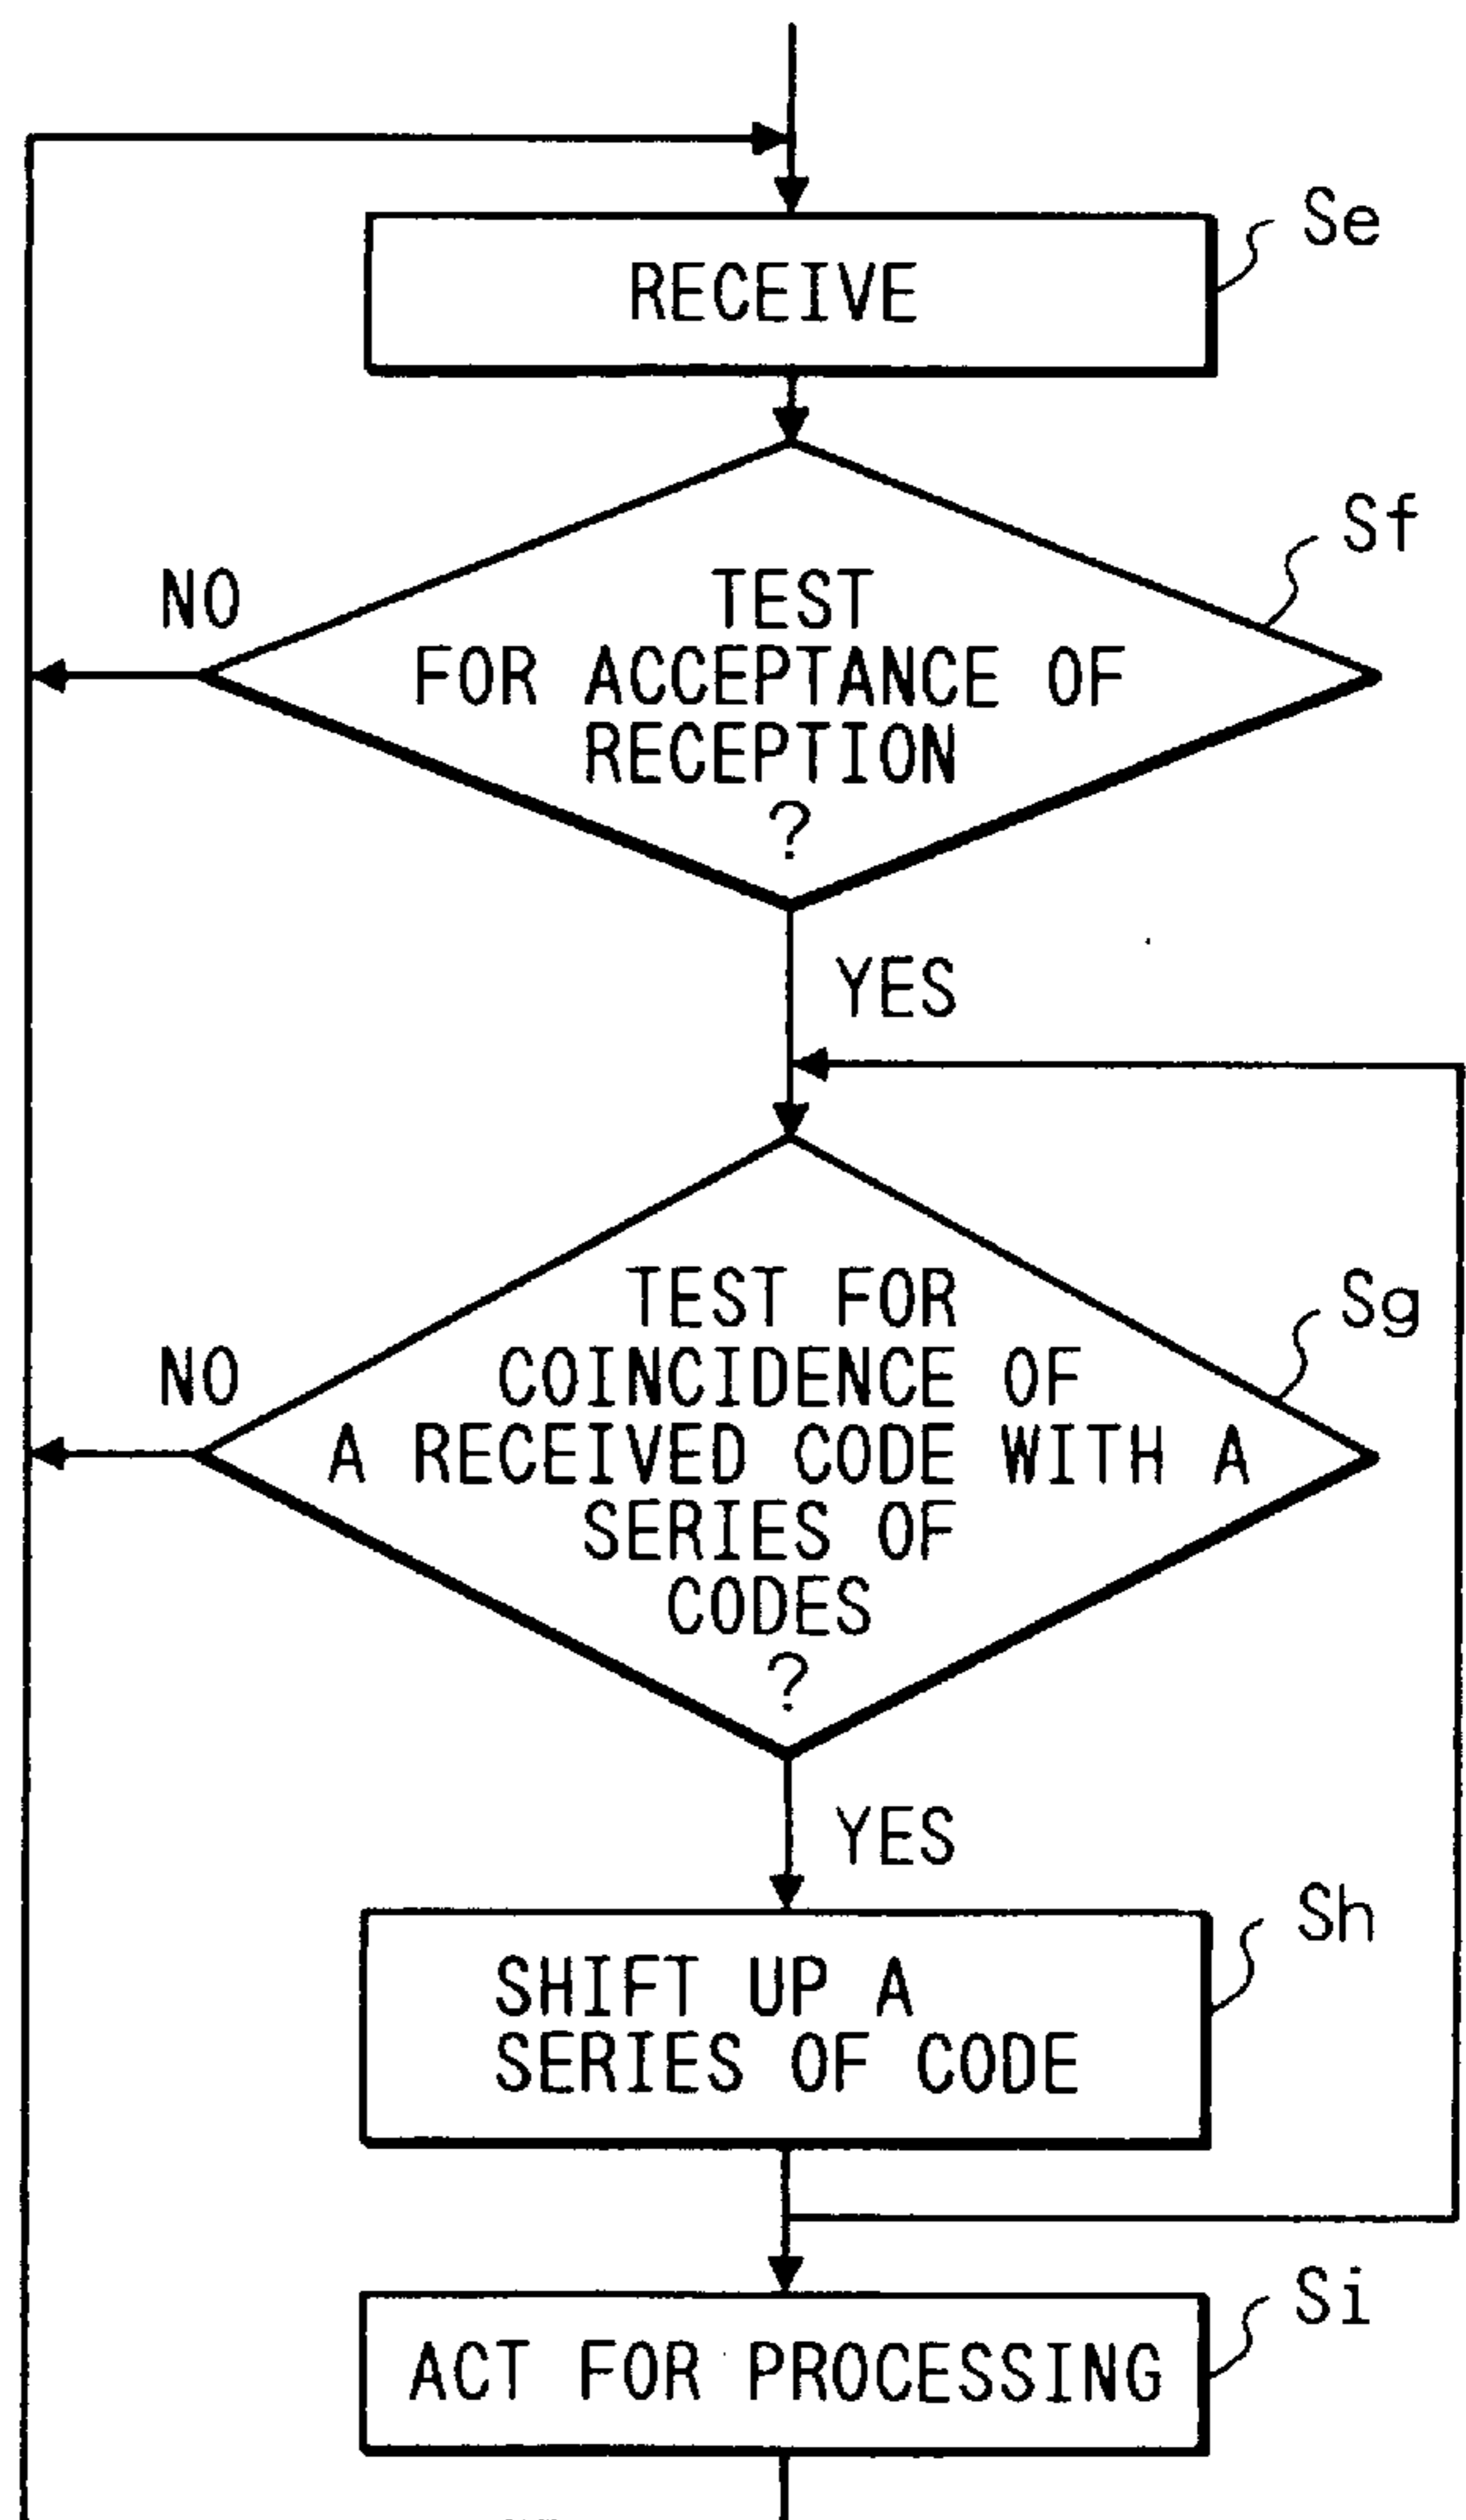 Se
RECEIVE
Sf
NO
TEST
FOR ACCEPTANCE OF
RECEPTION
?
YES
Sg
NO
TEST FOR
COINCIDENCE OF
A RECEIVED CODE WITH A
SERIES OF
CODES
?
YES
Sh
SHIFT UP A
SERIES OF CODE
Si
ACT FOR PROCESSING